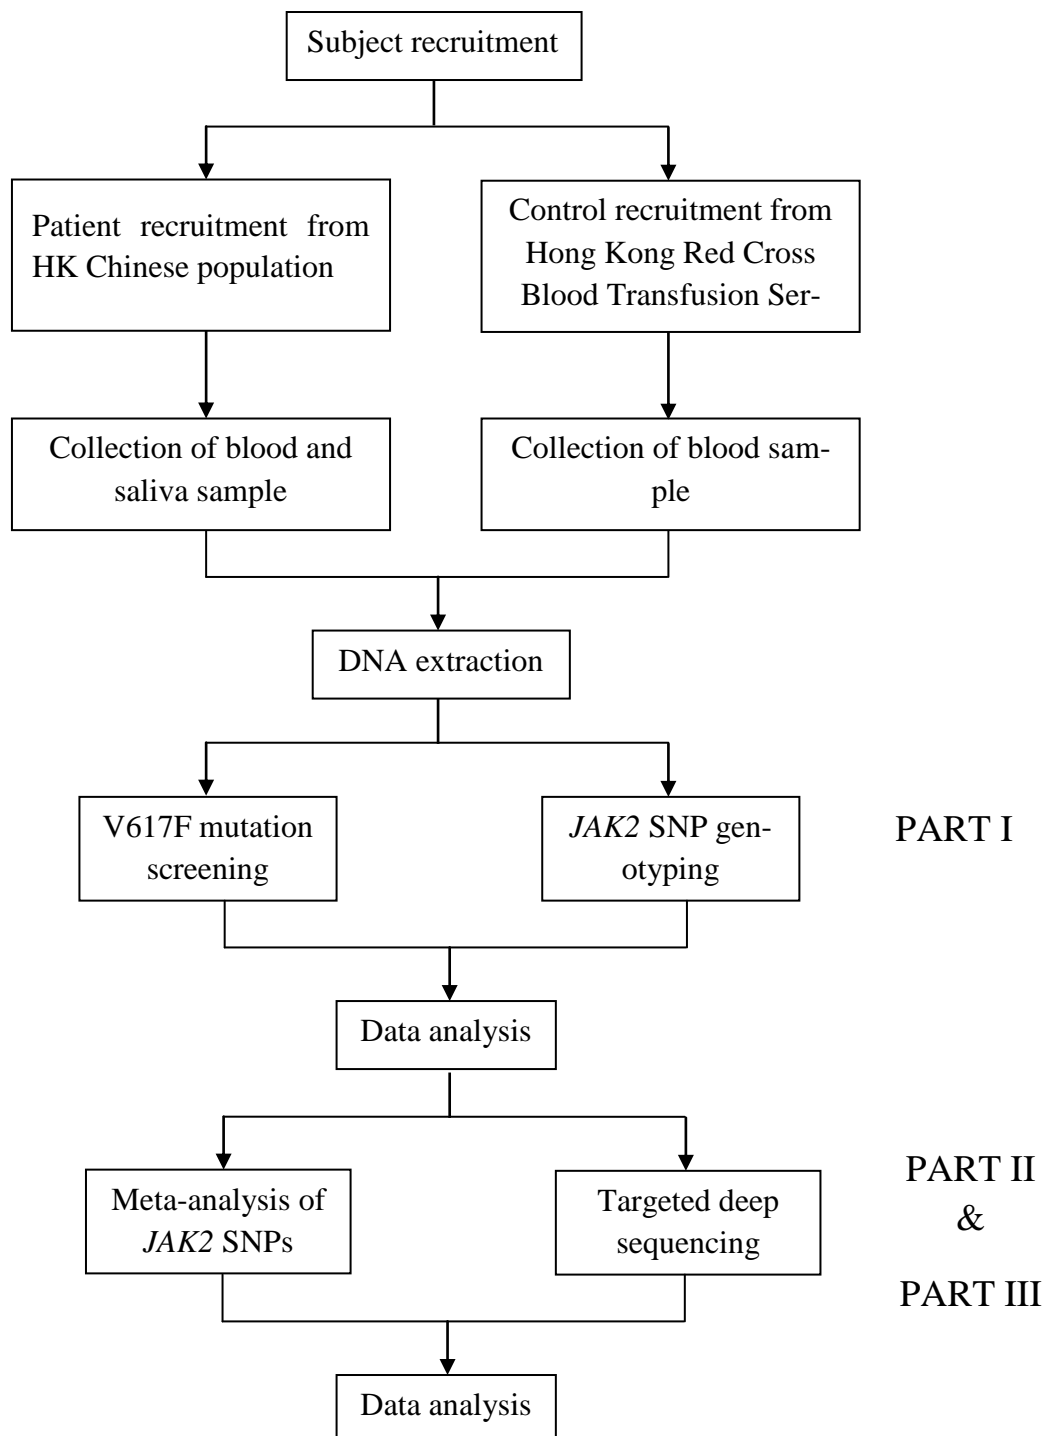 Subject recruitment
Patient recruitment from
HK Chinese population
Control recruitment from
Hong Kong Red Cross
Blood Transfusion Ser-
Collection of blood and
saliva sample
Collection of blood sam-
ple
DNA extraction
V617F mutation
screening
JAK2 SNP gen-
otyping
PART I
Data analysis
Meta-analysis of
JAK2 SNPs
Targeted deep
sequencing
PART II
&
PART III
Data analysis